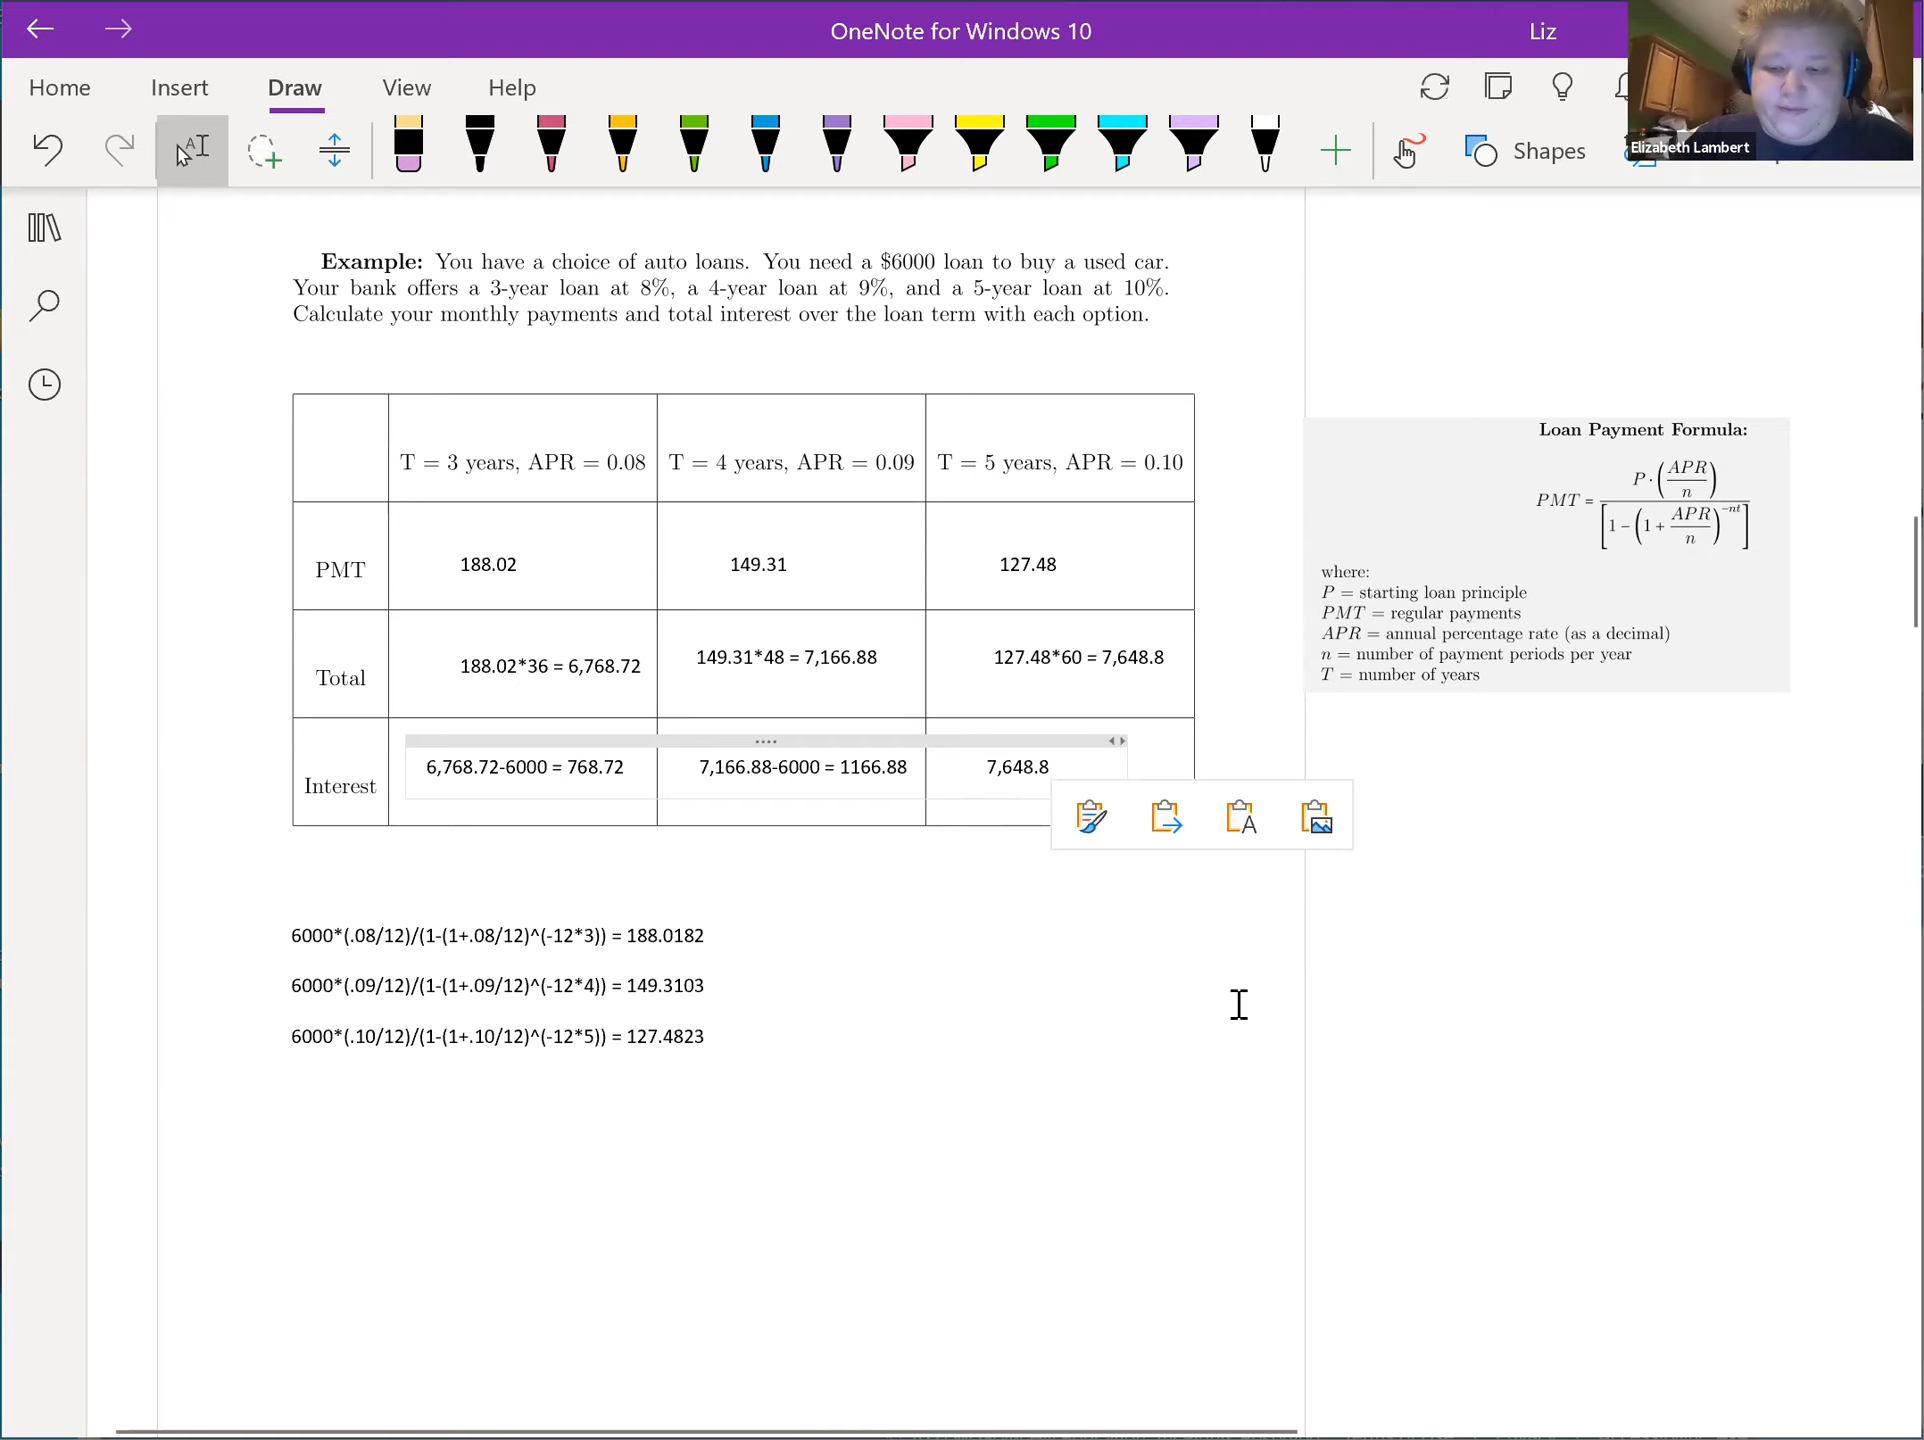 OneNote for Windows 10
Liz
Home Insert Draw View Help
Shapes
Elizabeth Lambert
Example: You have a choice of auto loans. You need a $6000 loan to buy a used car.
Your bank offers a 3-year loan at 8%, a 4-year loan at 9%, and a 5-year loan at 10%.
Calculate your monthly payments and total interest over the loan term with each option.
T = 3 years, APR = 0.08 T = 4 years, APR = 0.09 T = 5 years, APR = 0.10
PMT 188.02 149.31 127.48
Total 188.02*36 = 6,768.72 149.31*48 = 7,166.88 127.48*60 = 7,648.8
Interest 6,768.72-6000 = 768.72 7,166.88-6000 = 1166.88 7,648.8
6000*(.08/12)/(1-(1+.08/12)^(-12*3)) = 188.0182
6000*(.09/12)/(1-(1+.09/12)^(-12*4)) = 149.3103
6000*(.10/12)/(1-(1+.10/12)^(-12*5)) = 127.4823
Loan Payment Formula:
PMT = P · (APR/n) / [1 − (1 + APR/n)^−nt]
where:
P = starting loan principle
PMT = regular payments
APR = annual percentage rate (as a decimal)
n = number of payment periods per year
T = number of years